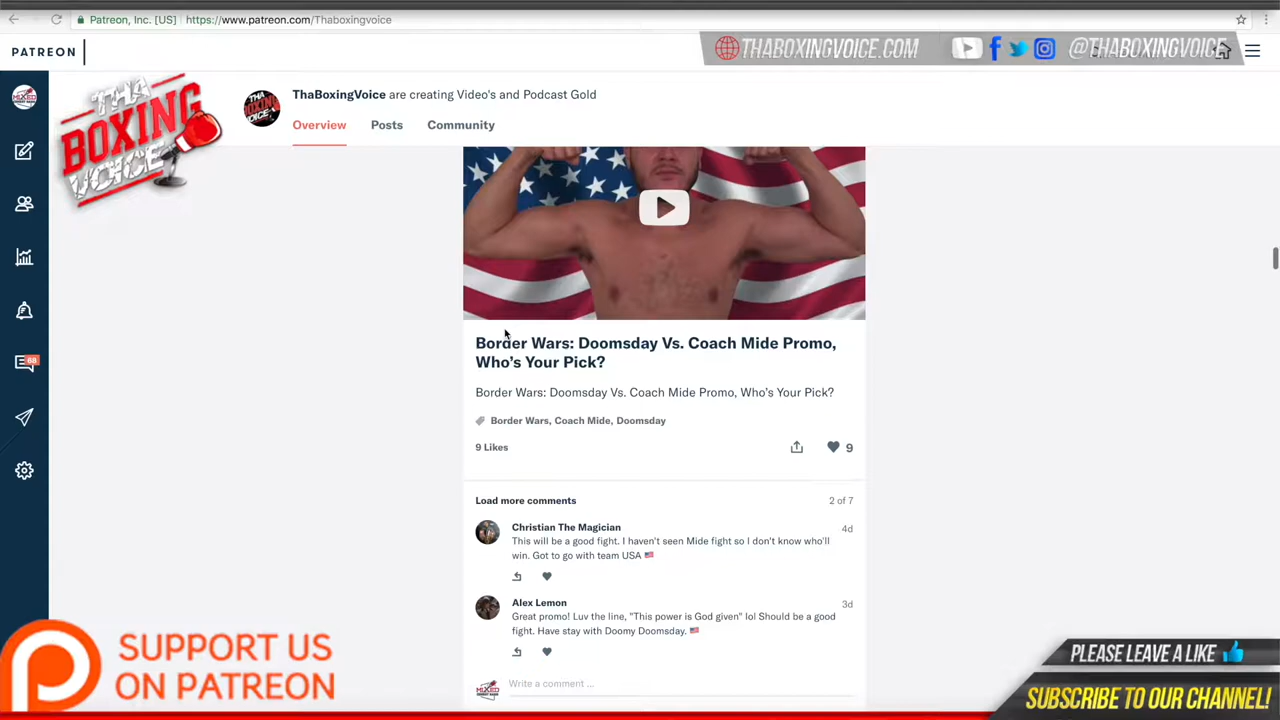 Patreon, Inc. [US] https://www.patreon.com/Thaboxingvoice
PATREON
THABOXINGVOICE.COM
@THABOXINGVOICE
THA
BOXING
VOICE
ThaBoxingVoice are creating Video's and Podcast Gold
Overview Posts Community
Border Wars: Doomsday Vs. Coach Mide Promo,
Who's Your Pick?
Border Wars: Doomsday Vs. Coach Mide Promo, Who's Your Pick?
Border Wars, Coach Mide, Doomsday
9 Likes
9
Load more comments
2 of 7
Christian The Magician
4d
This will be a good fight. I haven't seen Mide fight so I don't know who'll
win. Got to go with team USA 🇺🇸
Alex Lemon
3d
Great promo! Luv the line, "This power is God given" lol Should be a good
fight. Have stay with Doomy Doomsday. 🇺🇸
Write a comment ...
SUPPORT US
ON PATREON
PLEASE LEAVE A LIKE
SUBSCRIBE TO OUR CHANNEL!